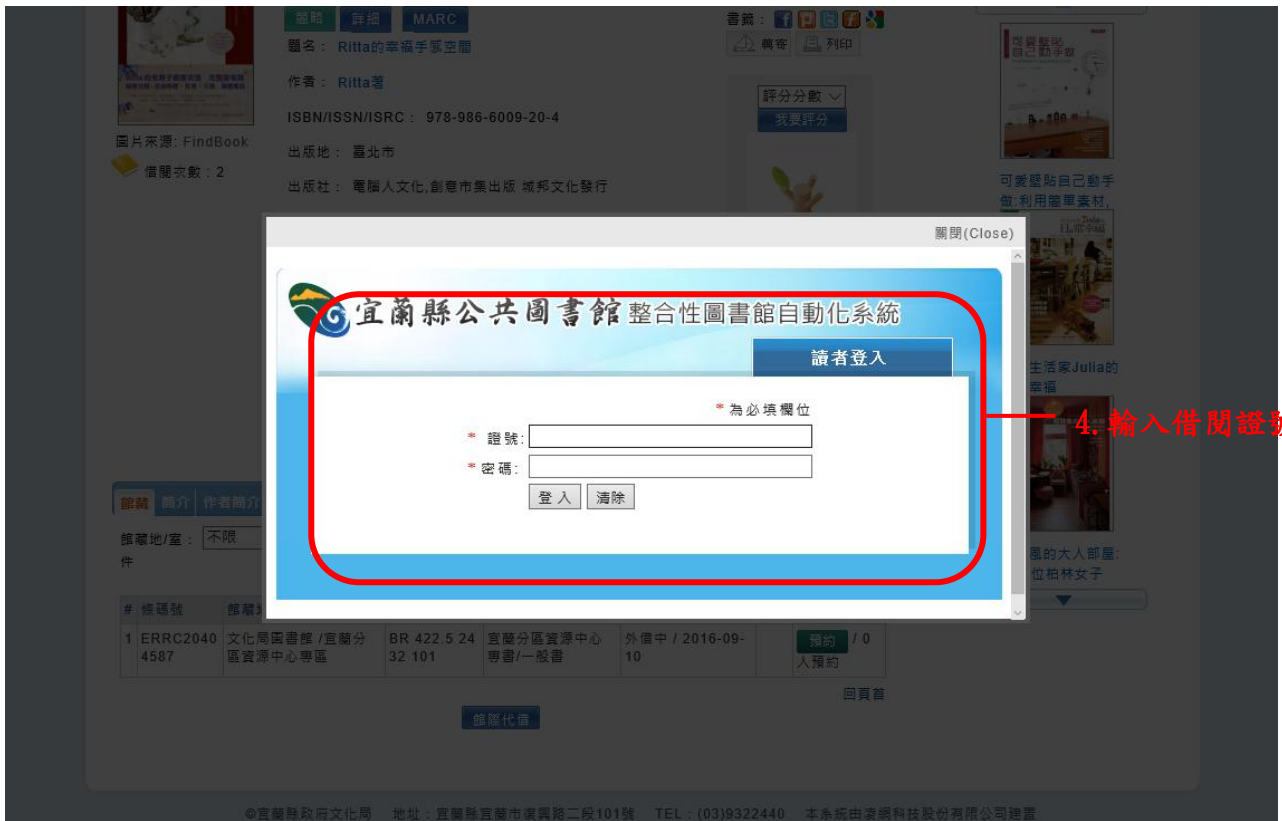 簡略 詳細 MARC
書籤：
題名： Ritta的幸福手感空間
轉寄 列印
作者： Ritta著
評分分數
ISBN/ISSN/ISRC： 978-986-6009-20-4
我要評分
圖片來源: FindBook
出版地： 臺北市
借閱次數：2
出版社： 電腦人文化,創意市集出版 城邦文化發行
可愛壁貼自己動手
做:利用簡單素材,
關閉(Close)
宜蘭縣公共圖書館 整合性圖書館自動化系統
讀者登入
生活家Julia的
幸福
* 為必填欄位
4.輸入借閱證
* 證號:
* 密碼:
登入 清除
館藏 簡介 作者簡介
館藏地/室： 不限
件
風的大人部屋:
位柏林女子
# 條碼號 館藏
1 ERRC2040 文化局圖書館 /宜蘭分 BR 422.5 24 宜蘭分區資源中心 外借中 / 2016-09- 預約 / 0
4587 區資源中心專區 32 101 專書/一般書 10 人預約
回頁首
館際代借
©宜蘭縣政府文化局 地址：宜蘭縣宜蘭市復興路二段101號 TEL：(03)9322440 本系統由凌網科技股份有限公司建置